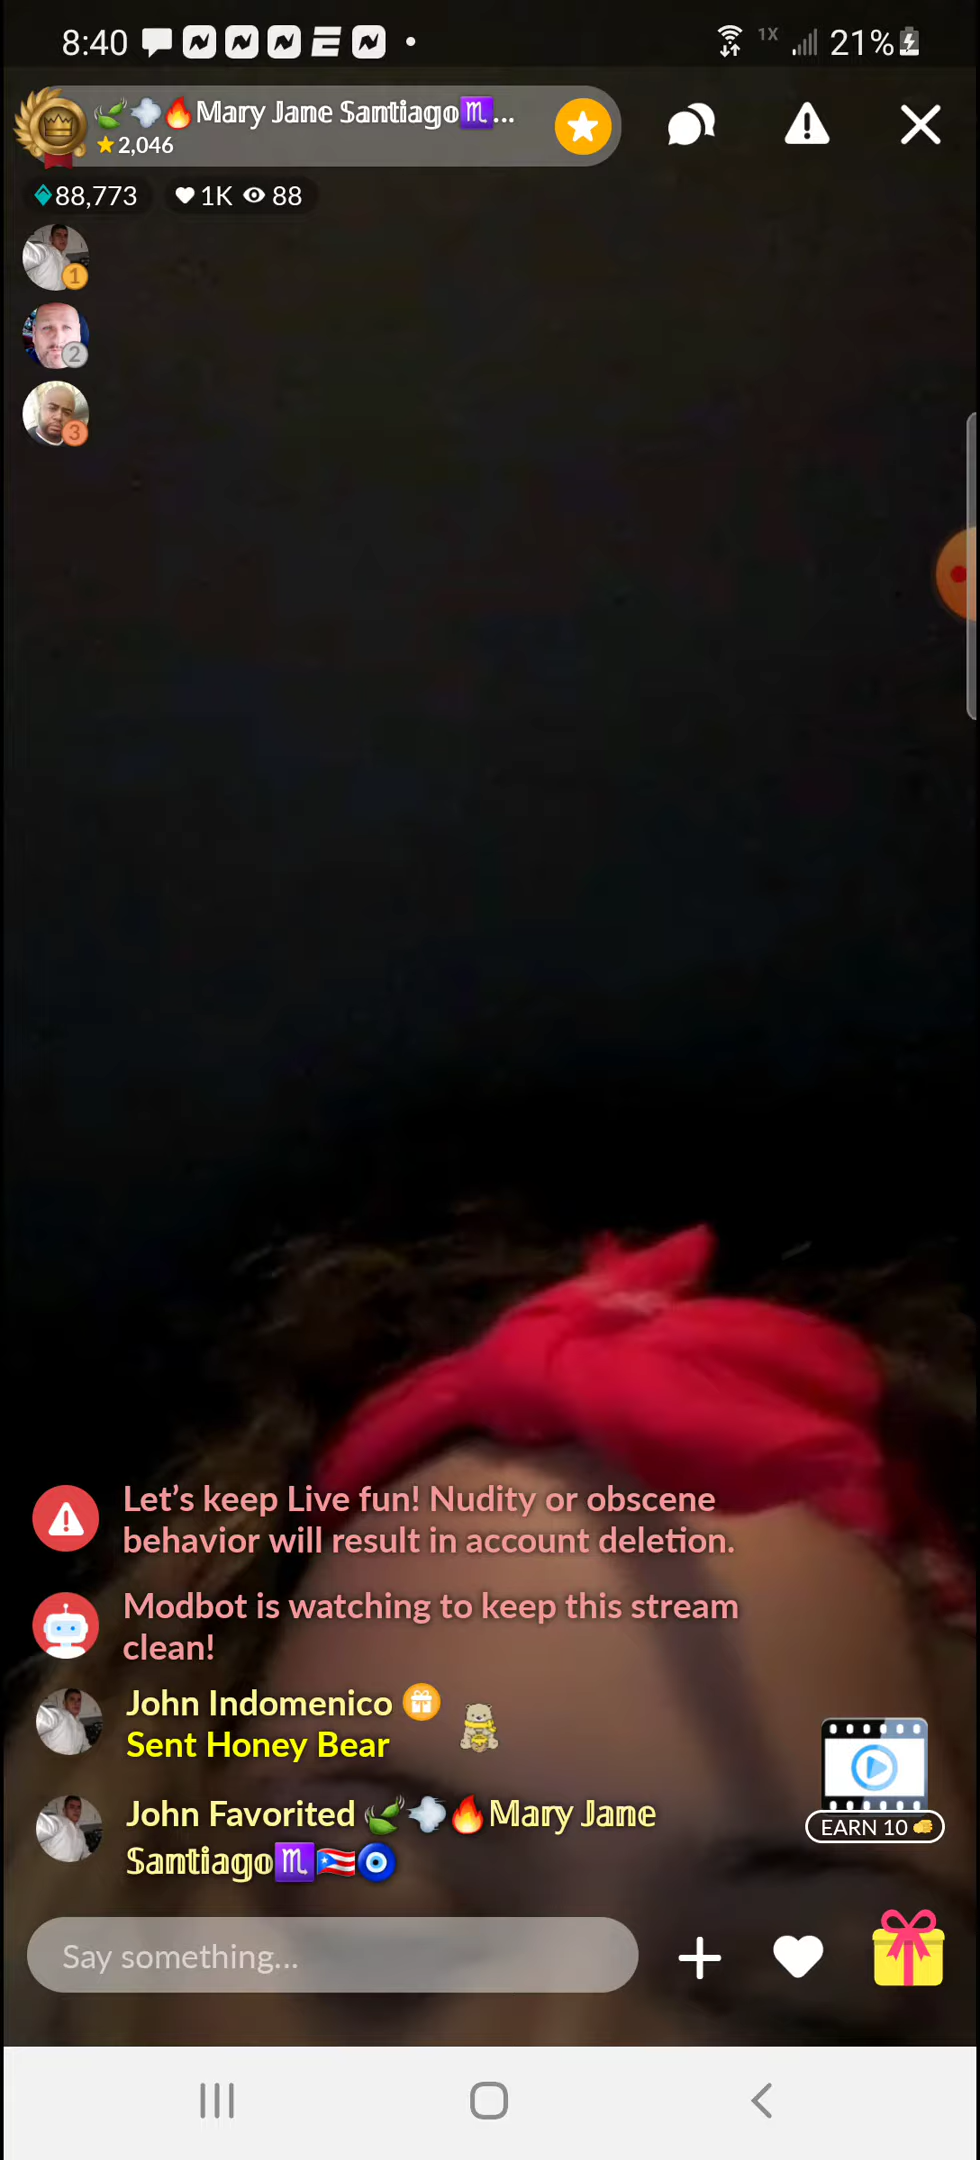 8:40
1X
21%
🍃💨🔥Mary Jane Santiago♏...
2,046
88,773
1K
88
1
2
3
Let's keep Live fun! Nudity or obscene
behavior will result in account deletion.
Modbot is watching to keep this stream
clean!
John Indomenico
Sent Honey Bear
John Favorited 🍃💨🔥Mary Jane
Santiago♏🇵🇷🧿
EARN 10
Say something...